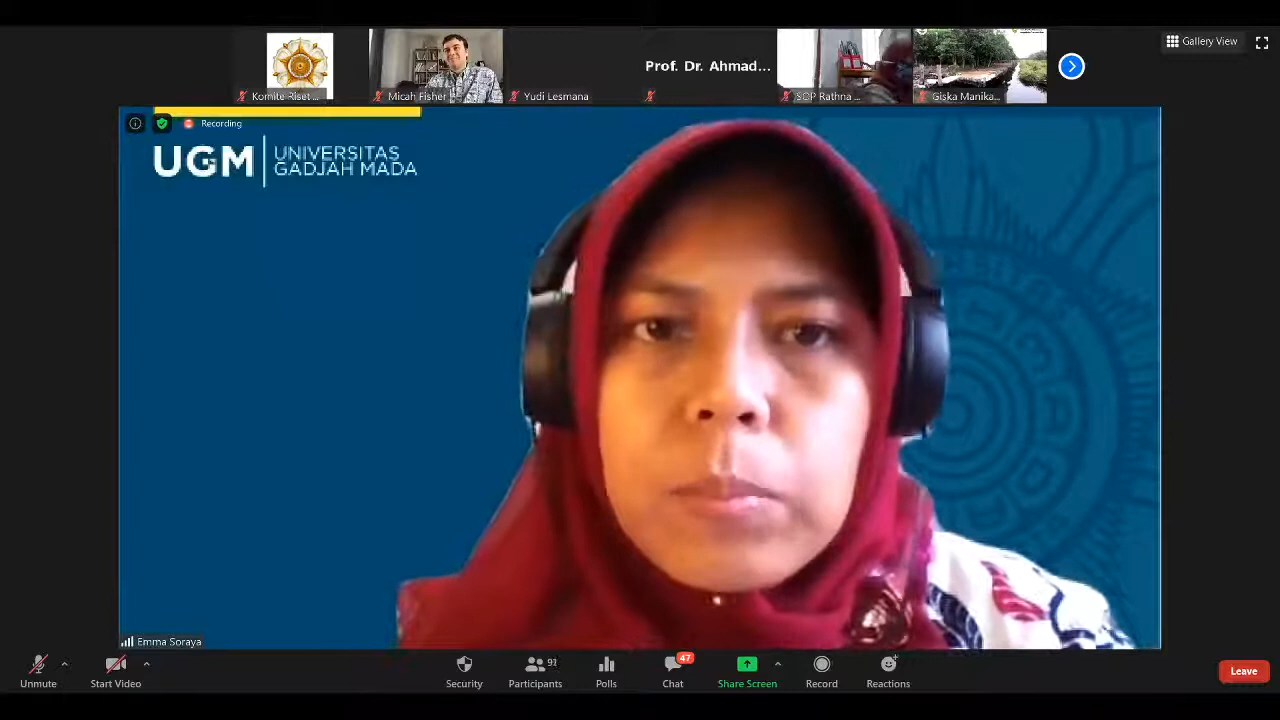 Prof. Dr. Ahmad...
Gallery View
Komite Riset ...
Micah Fisher
Yudi Lesmana
SOP Rathna ...
Giska Manika...
Recording
UGM
UNIVERSITAS
GADJAH MADA
Emma Soraya
91
47
Unmute
Start Video
Security
Participants
Polls
Chat
Share Screen
Record
Reactions
Leave